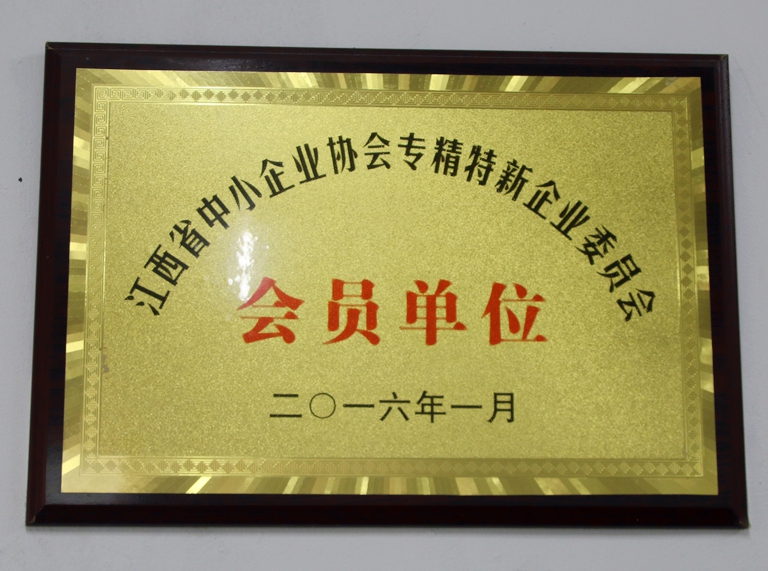 江西省中小企业协会专精特新企业委员会
会员单位
二〇一六年一月